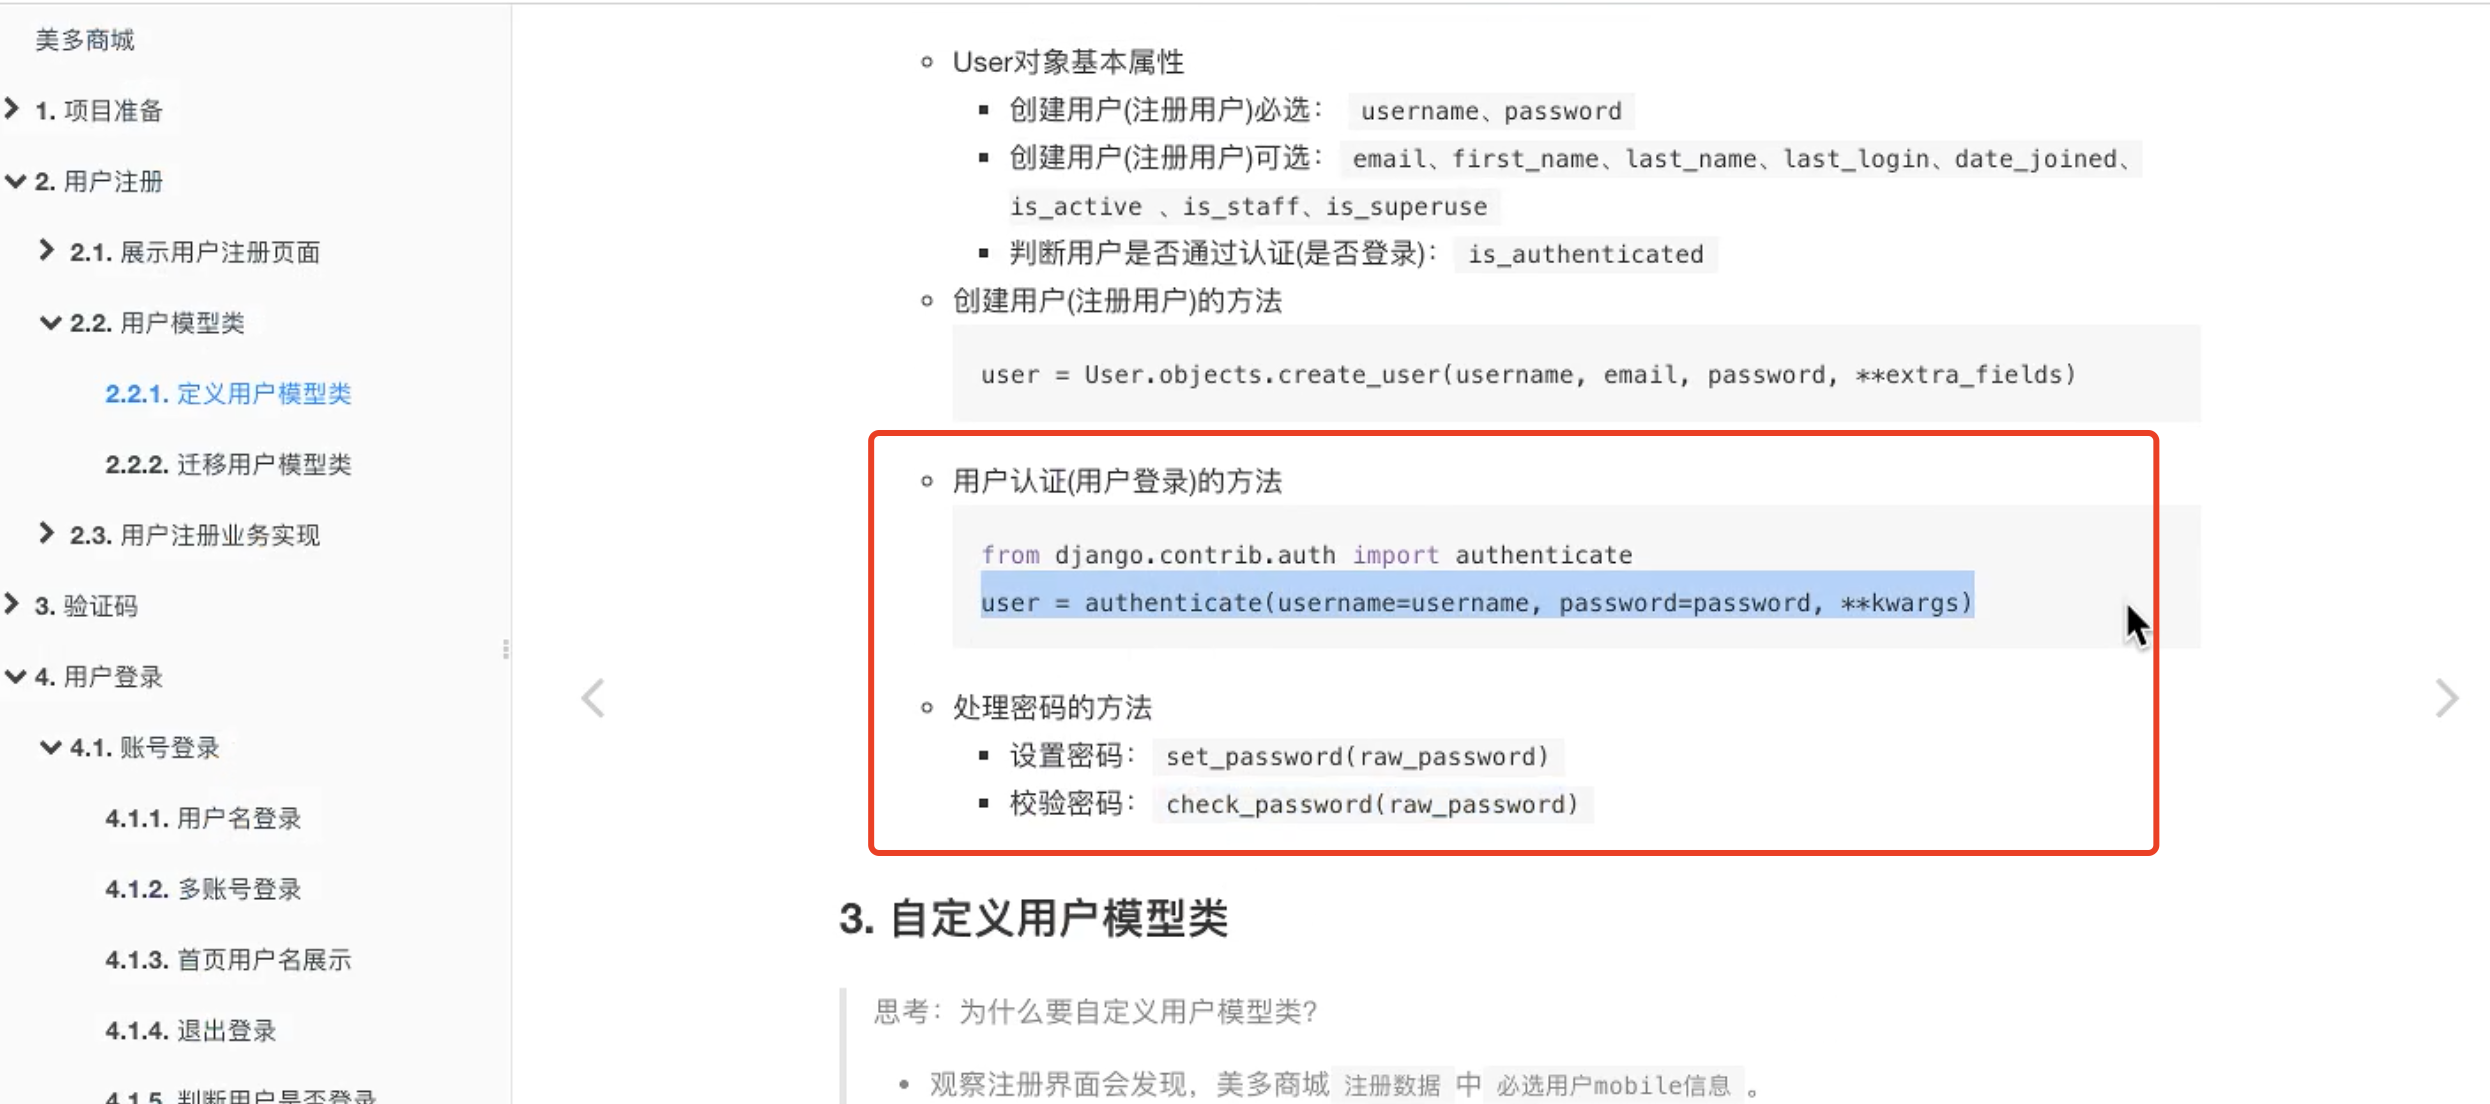 美多商城
1. 项目准备
2. 用户注册
2.1. 展示用户注册页面
2.2. 用户模型类
2.2.1. 定义用户模型类
2.2.2. 迁移用户模型类
2.3. 用户注册业务实现
3. 验证码
4. 用户登录
4.1. 账号登录
4.1.1. 用户名登录
4.1.2. 多账号登录
4.1.3. 首页用户名展示
4.1.4. 退出登录
4.1.5. 判断用户是否登录
User对象基本属性
创建用户(注册用户)必选： username、password
创建用户(注册用户)可选： email、first_name、last_name、last_login、date_joined、
is_active 、is_staff、is_superuse
判断用户是否通过认证(是否登录)： is_authenticated
创建用户(注册用户)的方法
user = User.objects.create_user(username, email, password, **extra_fields)
用户认证(用户登录)的方法
from django.contrib.auth import authenticate
user = authenticate(username=username, password=password, **kwargs)
处理密码的方法
设置密码： set_password(raw_password)
校验密码： check_password(raw_password)
3. 自定义用户模型类
思考：为什么要自定义用户模型类?
观察注册界面会发现，美多商城 注册数据 中 必选用户mobile信息 。